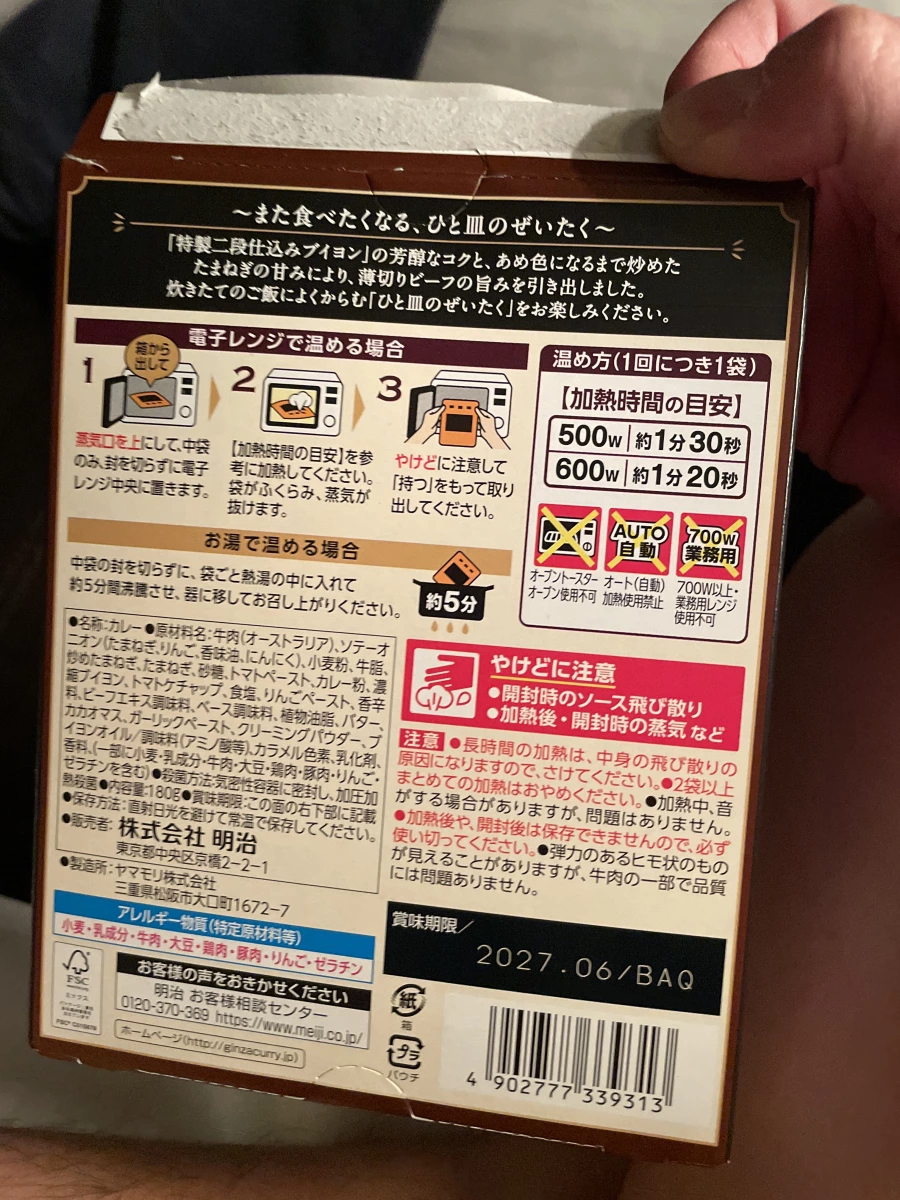 〜また食べたくなる、ひと皿のぜいたく〜
「特製二段仕込みブイヨン」の芳醇なコクと、あめ色になるまで炒めた
たまねぎの甘みにより、薄切りビーフの旨みを引き出しました。
炊きたてのご飯によくからむ「ひと皿のぜいたく」をお楽しみください。
電子レンジで温める場合
1
箱から
出して
蒸気口を上にして、中袋
のみ、封を切らずに電子
レンジ中央に置きます。
2
【加熱時間の目安】を参
考に加熱してください。
袋がふくらみ、蒸気が
抜けます。
3
やけどに注意して
「持つ」をもって取り
出してください。
温め方(1回につき1袋)
【加熱時間の目安】
500w 約1分30秒
600w 約1分20秒
オーブントースター
オーブン使用不可
AUTO
自動
オート(自動)
加熱使用禁止
700w
業務用
700W以上・
業務用レンジ
使用不可
お湯で温める場合
中袋の封を切らずに、袋ごと熱湯の中に入れて
約5分間沸騰させ、器に移してお召し上がりください。
約5分
●名称:カレー●原材料名:牛肉(オーストラリア)、ソテーオ
ニオン(たまねぎ、りんご、香味油、にんにく)、小麦粉、牛脂、
炒めたまねぎ、たまねぎ、砂糖、トマトペースト、カレー粉、濃
縮ブイヨン、トマトケチャップ、食塩、りんごペースト、香辛
料、ビーフエキス調味料、ベース調味料、植物油脂、バター、
カカオマス、ガーリックペースト、クリーミングパウダー、ブ
イヨンオイル/調味料(アミノ酸等)、カラメル色素、乳化剤、
香料、(一部に小麦・乳成分・牛肉・大豆・鶏肉・豚肉・りんご・
ゼラチンを含む)●殺菌方法:気密性容器に密封し、加圧加
熱殺菌●内容量:180g●賞味期限:この面の右下部に記載
●保存方法:直射日光を避けて常温で保存してください。
●販売者:株式会社 明治
東京都中央区京橋2-2-1
●製造所:ヤマモリ株式会社
三重県松阪市大口町1672-7
やけどに注意
●開封時のソース飛び散り
●加熱後・開封時の蒸気など
注意 ●長時間の加熱は、中身の飛び散りの
原因になりますので、さけてください。●2袋以上
まとめての加熱はおやめください。●加熱中、音
がする場合がありますが、問題はありません。
●加熱後や、開封後は保存できませんので、必ず
使い切ってください。●弾力のあるヒモ状のもの
が見えることがありますが、牛肉の一部で品質
には問題ありません。
アレルギー物質(特定原材料等)
小麦・乳成分・牛肉・大豆・鶏肉・豚肉・りんご・ゼラチン
FSC
ミックス
お客様の声をおきかせください
明治 お客様相談センター
0120-370-369 https://www.meiji.co.jp/
ホームページ(http://ginzacurry.jp)
賞味期限/
2027.06/BAQ
紙
箱
プラ
パウチ
4 902777 339313